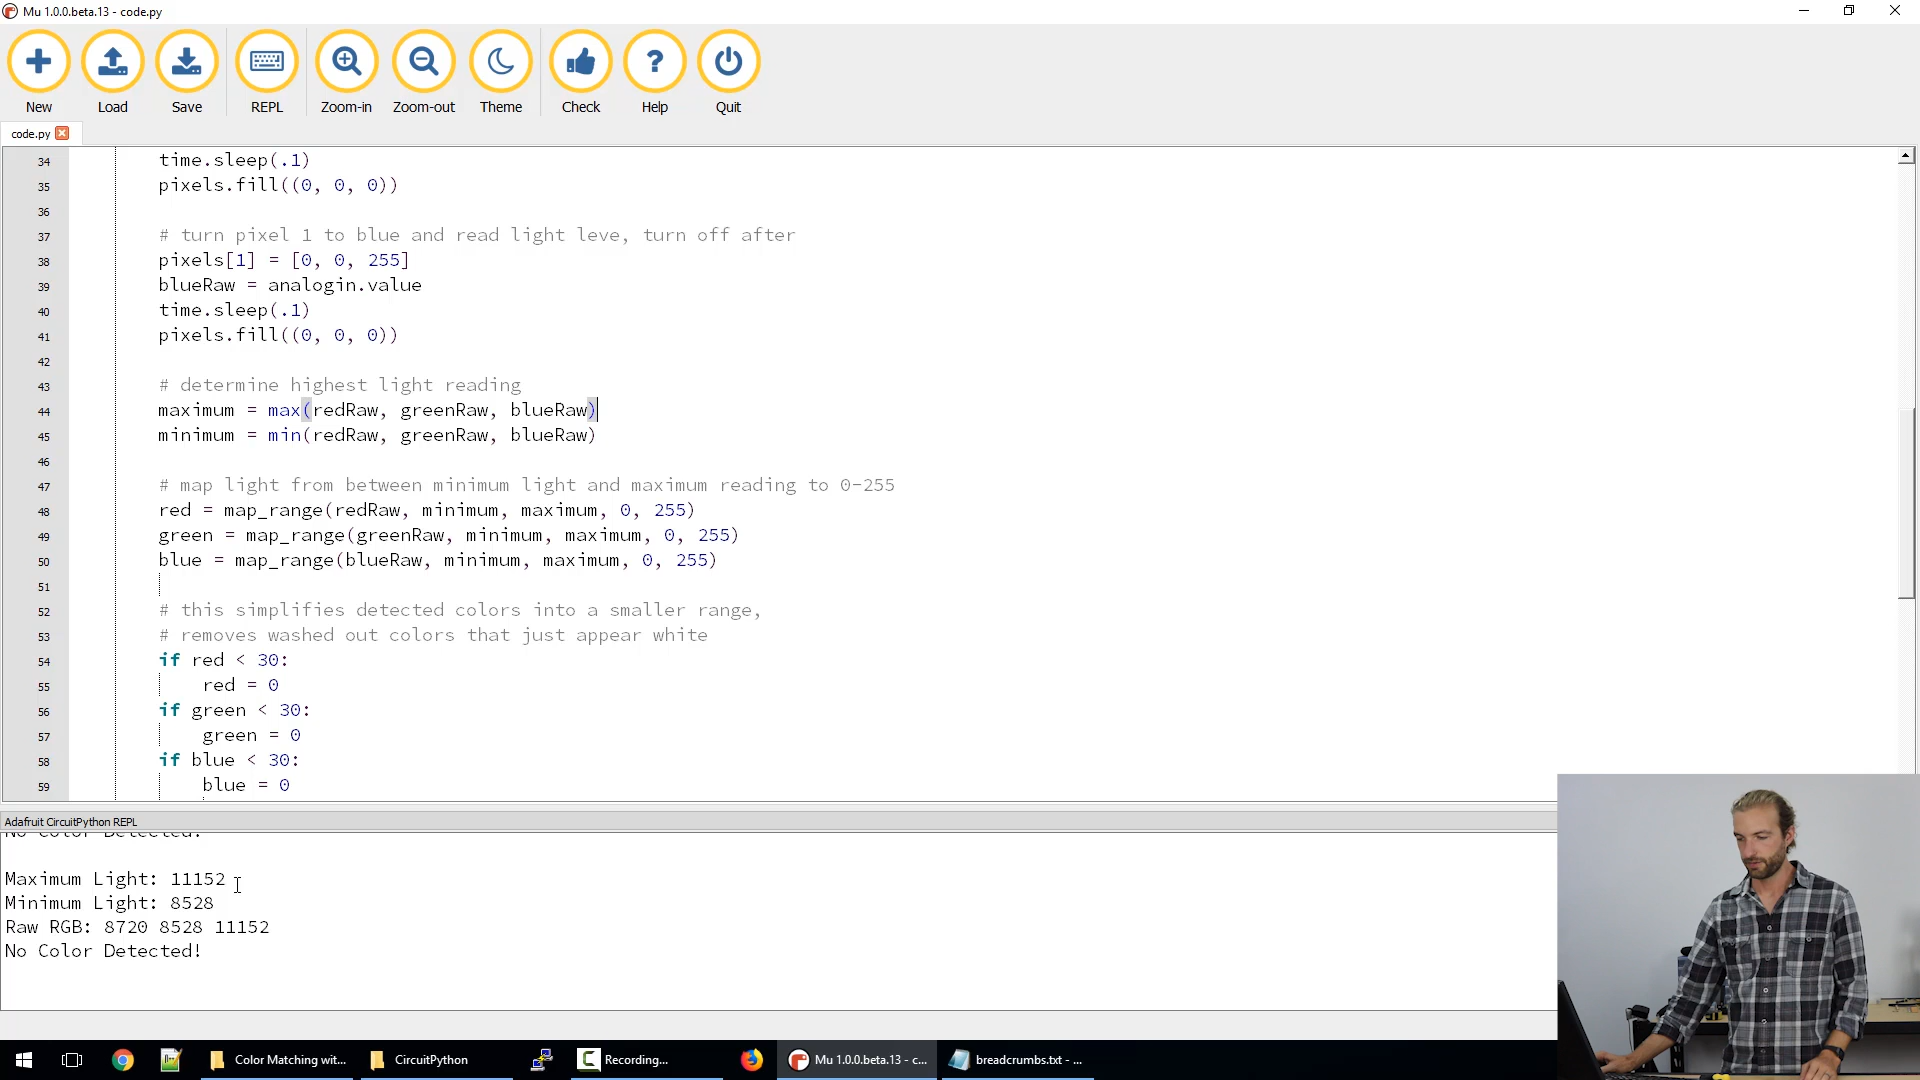 Mu 1.0.0.beta.13 - code.py
New Load Save REPL Zoom-in Zoom-out Theme Check Help Quit
code.py
34 time.sleep(.1)
35 pixels.fill((0, 0, 0))
36
37 # turn pixel 1 to blue and read light leve, turn off after
38 pixels[1] = [0, 0, 255]
39 blueRaw = analogin.value
40 time.sleep(.1)
41 pixels.fill((0, 0, 0))
42
43 # determine highest light reading
44 maximum = max(redRaw, greenRaw, blueRaw)
45 minimum = min(redRaw, greenRaw, blueRaw)
46
47 # map light from between minimum light and maximum reading to 0-255
48 red = map_range(redRaw, minimum, maximum, 0, 255)
49 green = map_range(greenRaw, minimum, maximum, 0, 255)
50 blue = map_range(blueRaw, minimum, maximum, 0, 255)
51
52 # this simplifies detected colors into a smaller range,
53 # removes washed out colors that just appear white
54 if red < 30:
55 red = 0
56 if green < 30:
57 green = 0
58 if blue < 30:
59 blue = 0
Adafruit CircuitPython REPL
No Color Detected!
Maximum Light: 11152
Minimum Light: 8528
Raw RGB: 8720 8528 11152
No Color Detected!
Color Matching wit... CircuitPython Recording... Mu 1.0.0.beta.13 - c... breadcrumbs.txt - ...